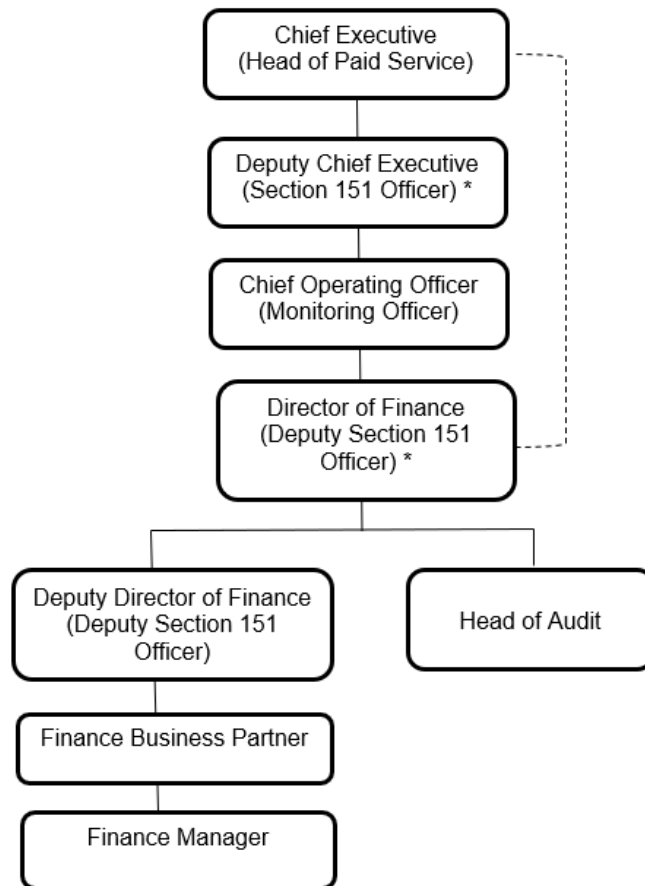 Chief Executive
(Head of Paid Service)
Deputy Chief Executive
(Section 151 Officer) *
Chief Operating Officer
(Monitoring Officer)
Director of Finance
(Deputy Section 151
Officer) *
Deputy Director of Finance
(Deputy Section 151
Officer)
Head of Audit
Finance Business Partner
Finance Manager